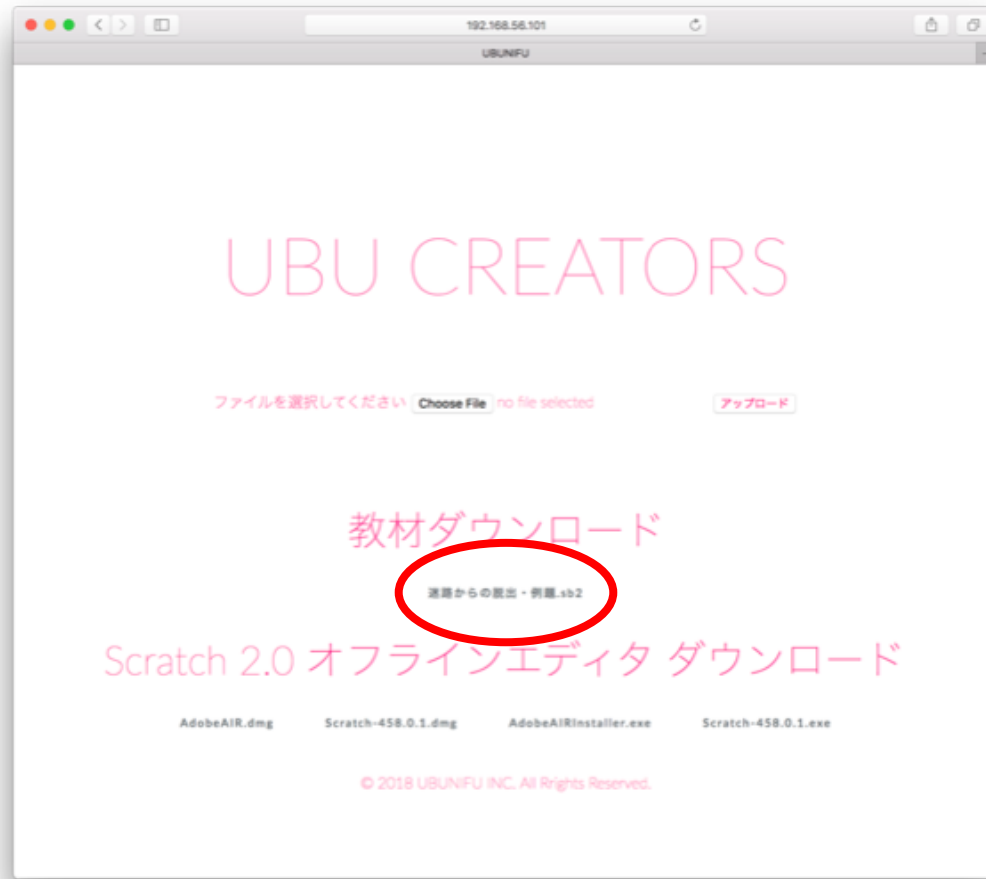 192.168.56.101
UBUNIFU
UBU CREATORS
ファイルを選択してください Choose File no file selected アップロード
教材ダウンロード
迷路からの脱出・例題.sb2
Scratch 2.0 オフラインエディタ ダウンロード
AdobeAIR.dmg Scratch-458.0.1.dmg AdobeAIRInstaller.exe Scratch-458.0.1.exe
© 2018 UBUNIFU INC. All Rrights Reserved.